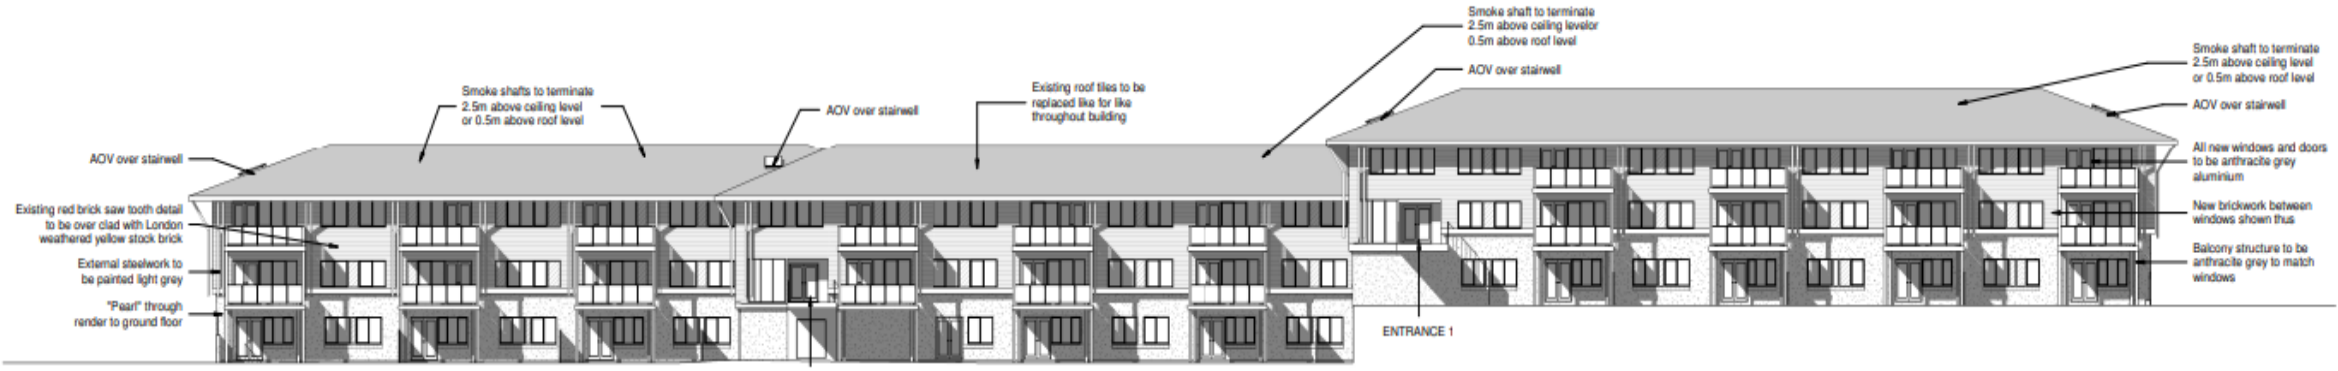 Smoke shaft to terminate
2.5m above ceiling levelor
0.5m above roof level
AOV over stairwell
Smoke shaft to terminate
2.5m above ceiling level
or 0.5m above roof level
AOV over stairwell
Smoke shafts to terminate
2.5m above ceiling level
or 0.5m above roof level
AOV over stairwell
Existing roof tiles to be
replaced like for like
throughout building
AOV over stairwell
All new windows and doors
to be anthracite grey
aluminium
Existing red brick saw tooth detail
to be over clad with London
weathered yellow stock brick
New brickwork between
windows shown thus
External steelwork to
be painted light grey
Balcony structure to be
anthracite grey to match
windows
"Pearl" through
render to ground floor
ENTRANCE 1